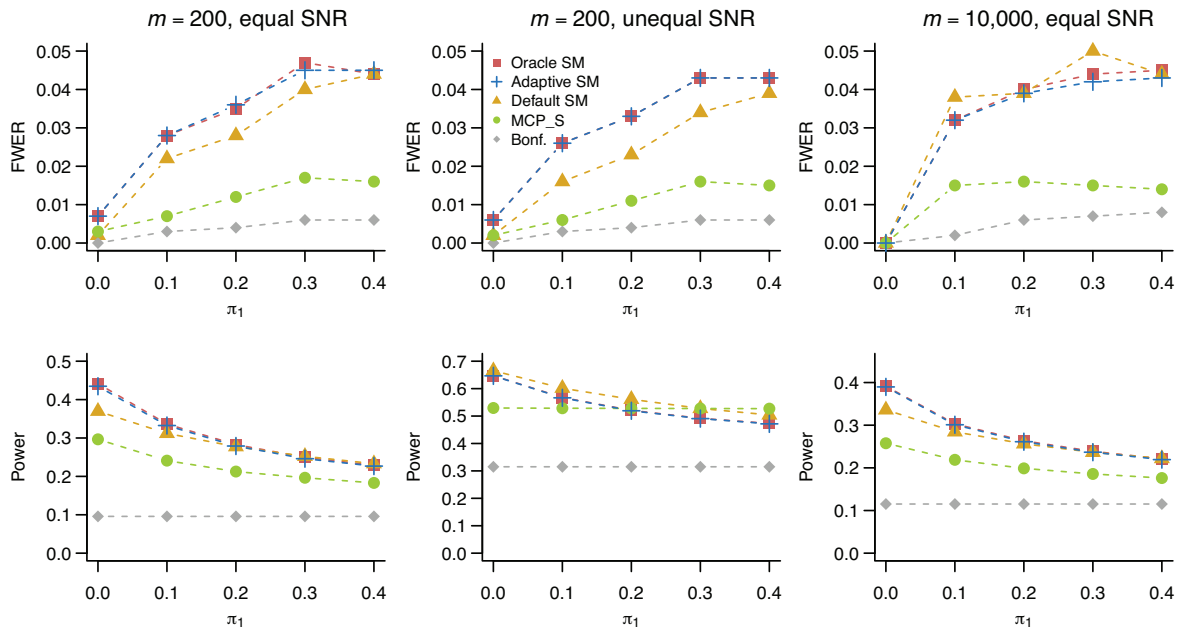 m = 200, equal SNR
m = 200, unequal SNR
m = 10,000, equal SNR
FWER
0.05
0.04
0.03
0.02
0.01
0.00
0.0 0.1 0.2 0.3 0.4
π1
FWER
0.05
0.04
0.03
0.02
0.01
0.00
Oracle SM
Adaptive SM
Default SM
MCP_S
Bonf.
0.0 0.1 0.2 0.3 0.4
π1
FWER
0.05
0.04
0.03
0.02
0.01
0.00
0.0 0.1 0.2 0.3 0.4
π1
Power
0.5
0.4
0.3
0.2
0.1
0.0
0.0 0.1 0.2 0.3 0.4
π1
Power
0.7
0.6
0.5
0.4
0.3
0.2
0.1
0.0
0.0 0.1 0.2 0.3 0.4
π1
Power
0.4
0.3
0.2
0.1
0.0
0.0 0.1 0.2 0.3 0.4
π1